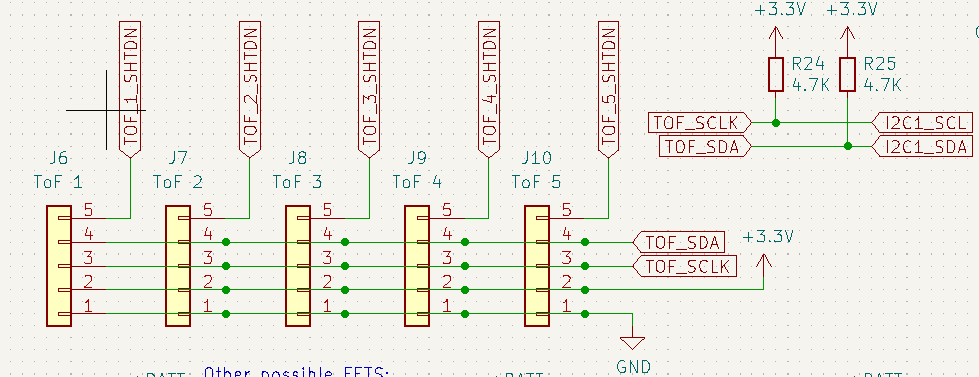 +3.3V +3.3V
TOF_1_SHTDN
TOF_2_SHTDN
TOF_3_SHTDN
TOF_4_SHTDN
TOF_5_SHTDN
R24
4.7K
R25
4.7K
TOF_SCLK
I2C1_SCL
TOF_SDA
I2C1_SDA
J6
ToF 1
J7
ToF 2
J8
ToF 3
J9
ToF 4
J10
ToF 5
5 5 5 5 5
4 4 4 4 4
3 3 3 3 3
2 2 2 2 2
1 1 1 1 1
TOF_SDA
TOF_SCLK
+3.3V
GND
Other possible FETS:
+BATT +BATT +BATT